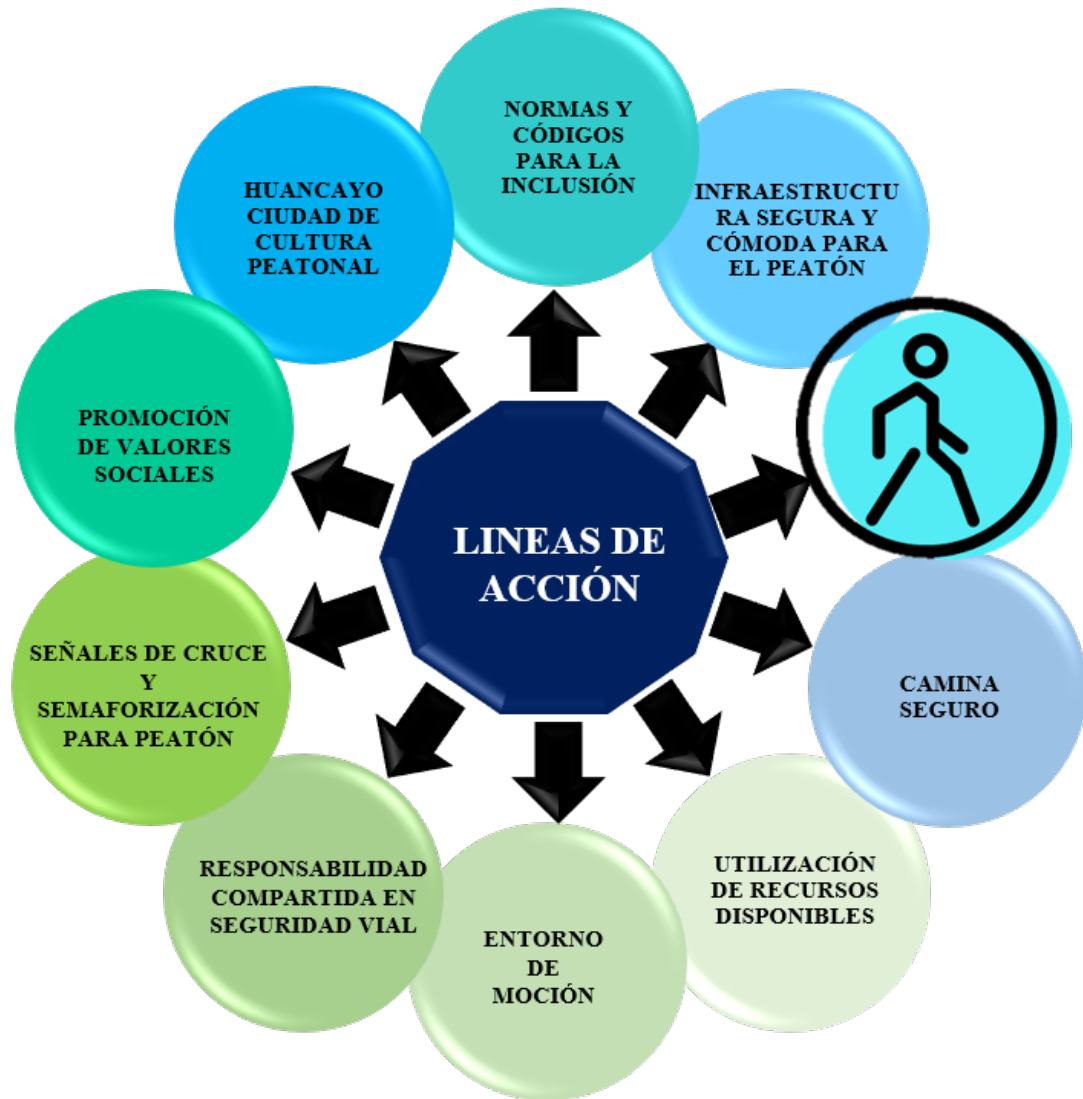 NORMAS Y
CÓDIGOS
PARA LA
INCLUSIÓN
INFRAESTRUCTU
RA SEGURA Y
CÓMODA PARA
EL PEATÓN
CAMINA
SEGURO
UTILIZACIÓN
DE RECURSOS
DISPONIBLES
ENTORNO
DE
MOCIÓN
RESPONSABILIDAD
COMPARTIDA EN
SEGURIDAD VIAL
SEÑALES DE CRUCE
Y
SEMAFORIZACIÓN
PARA PEATÓN
PROMOCIÓN
DE VALORES
SOCIALES
HUANCAYO
CIUDAD DE
CULTURA
PEATONAL
LINEAS DE
ACCIÓN